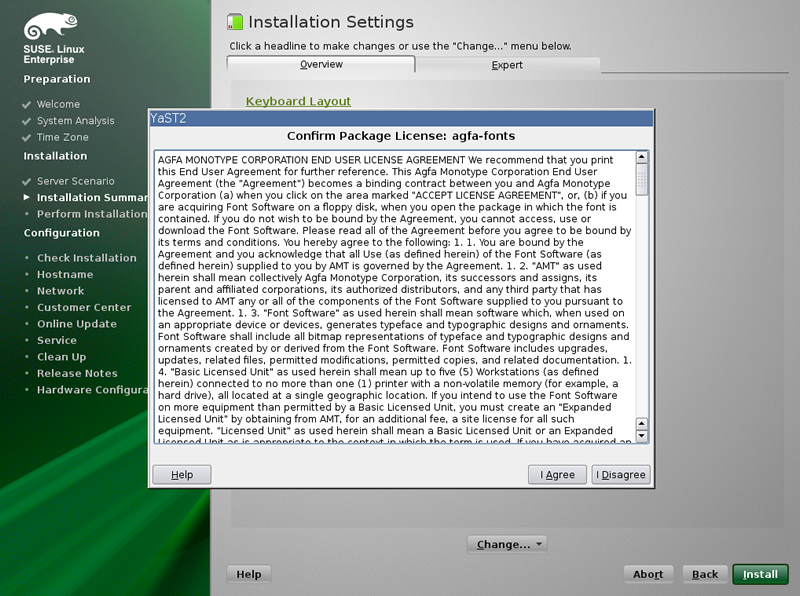 SUSE® Linux
Enterprise
Preparation
Welcome
System Analysis
Time Zone
Installation
Server Scenario
Installation Summar
Perform Installation
Configuration
Check Installation
Hostname
Network
Customer Center
Online Update
Service
Clean Up
Release Notes
Hardware Configura
Installation Settings
Click a headline to make changes or use the "Change..." menu below.
Overview
Expert
Keyboard Layout
YaST2
Confirm Package License: agfa-fonts
AGFA MONOTYPE CORPORATION END USER LICENSE AGREEMENT We recommend that you print
this End User Agreement for further reference. This Agfa Monotype Corporation End User
Agreement (the "Agreement") becomes a binding contract between you and Agfa Monotype
Corporation (a) when you click on the area marked "ACCEPT LICENSE AGREEMENT", or, (b) if you
are acquiring Font Software on a floppy disk, when you open the package in which the font is
contained. If you do not wish to be bound by the Agreement, you cannot access, use or
download the Font Software. Please read all of the Agreement before you agree to be bound by
its terms and conditions. You hereby agree to the following: 1. 1. You are bound by the
Agreement and you acknowledge that all Use (as defined herein) of the Font Software (as
defined herein) supplied to you by AMT is governed by the Agreement. 1. 2. "AMT" as used
herein shall mean collectively Agfa Monotype Corporation, its successors and assigns, its
parent and affiliated corporations, its authorized distributors, and any third party that has
licensed to AMT any or all of the components of the Font Software supplied to you pursuant to
the Agreement. 1. 3. "Font Software" as used herein shall mean software which, when used on
an appropriate device or devices, generates typeface and typographic designs and ornaments.
Font Software shall include all bitmap representations of typeface and typographic designs and
ornaments created by or derived from the Font Software. Font Software includes upgrades,
updates, related files, permitted modifications, permitted copies, and related documentation. 1.
4. "Basic Licensed Unit" as used herein shall mean up to five (5) Workstations (as defined
herein) connected to no more than one (1) printer with a non-volatile memory (for example, a
hard drive), all located at a single geographic location. If you intend to use the Font Software
on more equipment than permitted by a Basic Licensed Unit, you must create an "Expanded
Licensed Unit" by obtaining from AMT, for an additional fee, a site license for all such
equipment. "Licensed Unit" as used herein shall mean a Basic Licensed Unit or an Expanded
Licensed Unit as is appropriate to the context in which the term is used. If you have acquired an
Help
I Agree
I Disagree
Change...
Help
Abort
Back
Install